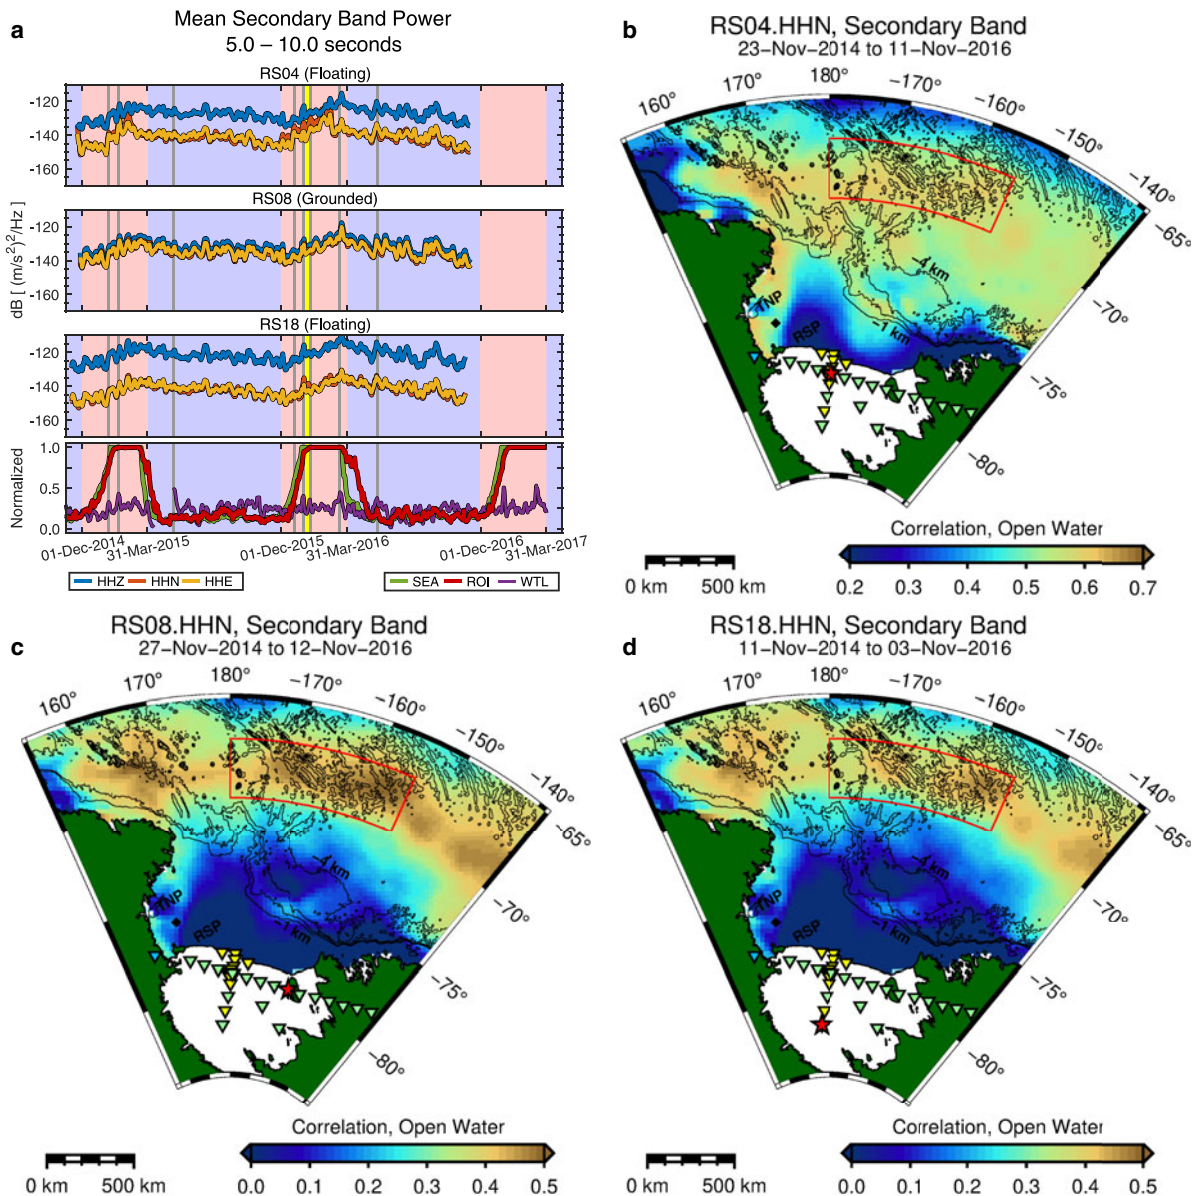 a
Mean Secondary Band Power
5.0 – 10.0 seconds
RS04 (Floating)
-120
-140
-160
RS08 (Grounded)
-120
-140
-160
RS18 (Floating)
-120
-140
-160
dB [ (m/s²)²/Hz ]
Normalized
1.0
0.5
0.0
01-Dec-2014
31-Mar-2015
01-Dec-2015
31-Mar-2016
01-Dec-2016
31-Mar-2017
HHZ HHN HHE
SEA ROI WTL
b
RS04.HHN, Secondary Band
23-Nov-2014 to 11-Nov-2016
160° 170° 180° -170° -160° -150° -140°
-65°
-70°
-75°
-80°
TNP
RSP
-4 km
-1 km
Correlation, Open Water
0 km 500 km
0.2 0.3 0.4 0.5 0.6 0.7
c
RS08.HHN, Secondary Band
27-Nov-2014 to 12-Nov-2016
160° 170° 180° -170° -160° -150° -140°
-65°
-70°
-75°
-80°
TNP
RSP
-4 km
-1 km
Correlation, Open Water
0 km 500 km
0.0 0.1 0.2 0.3 0.4 0.5
d
RS18.HHN, Secondary Band
11-Nov-2014 to 03-Nov-2016
160° 170° 180° -170° -160° -150° -140°
-65°
-70°
-75°
-80°
TNP
RSP
-4 km
-1 km
Correlation, Open Water
0 km 500 km
0.0 0.1 0.2 0.3 0.4 0.5